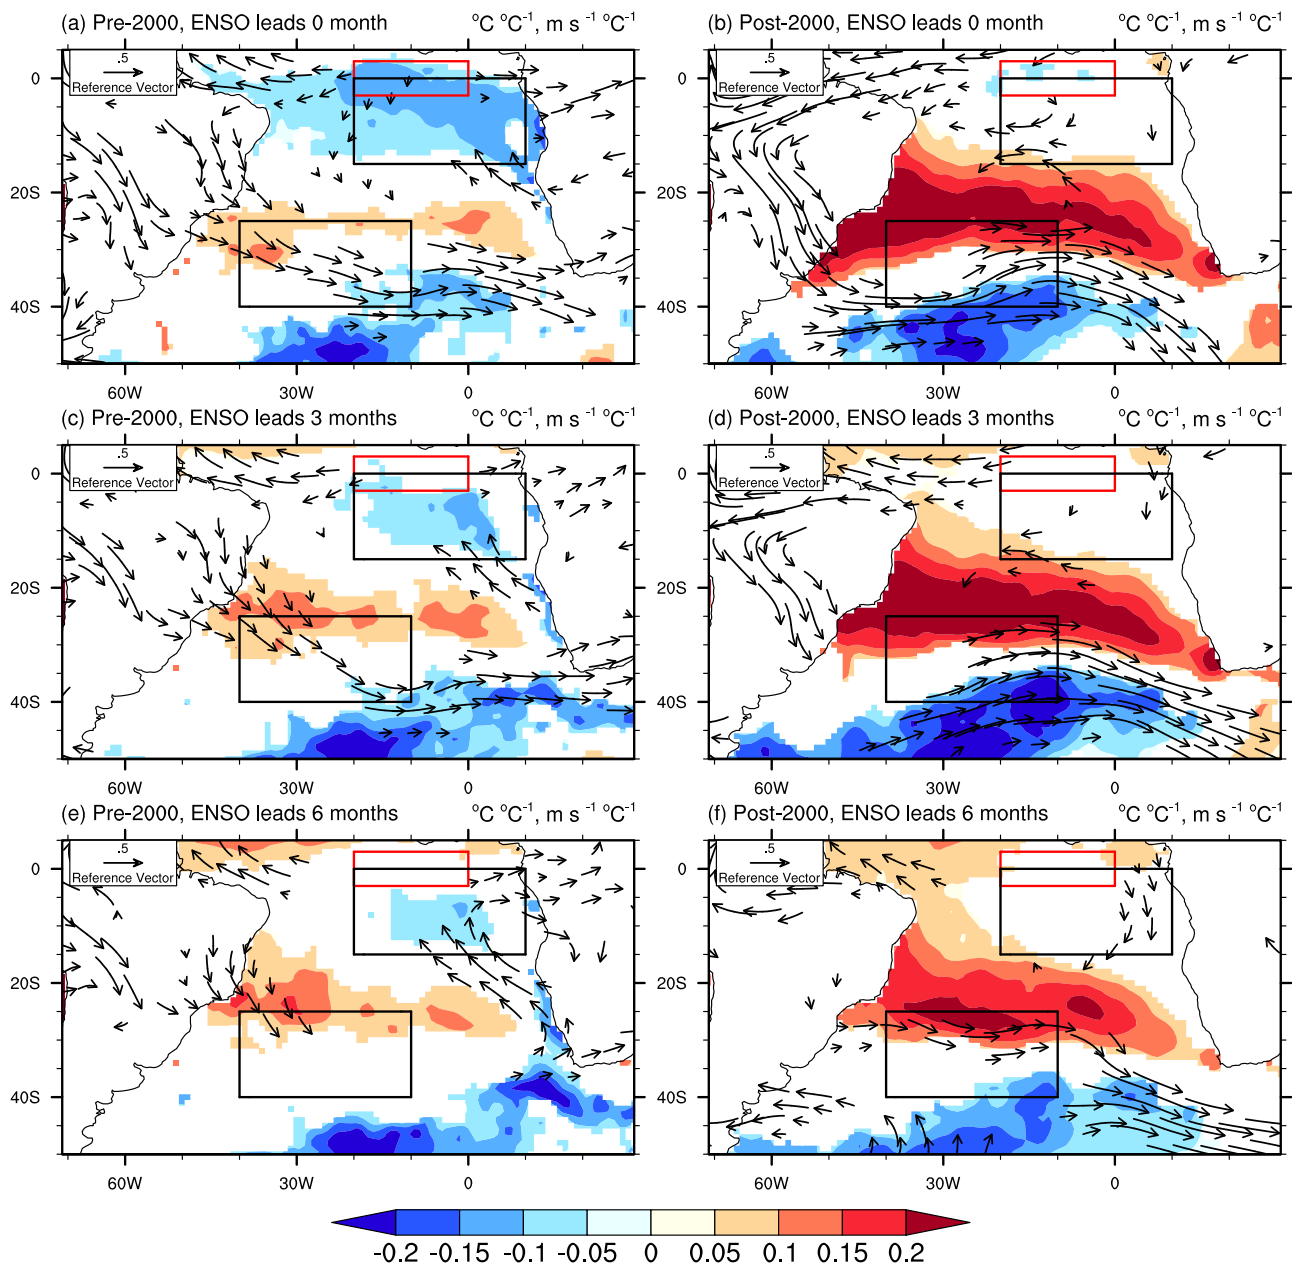 (a) Pre-2000, ENSO leads 0 month °C °C⁻¹, m s ⁻¹ °C⁻¹
(b) Post-2000, ENSO leads 0 month °C °C⁻¹, m s ⁻¹ °C⁻¹
.5
Reference Vector
.5
Reference Vector
0
20S
40S
0
20S
40S
60W 30W 0
60W 30W 0
(c) Pre-2000, ENSO leads 3 months °C °C⁻¹, m s ⁻¹ °C⁻¹
(d) Post-2000, ENSO leads 3 months °C °C⁻¹, m s ⁻¹ °C⁻¹
.5
Reference Vector
.5
Reference Vector
0
20S
40S
0
20S
40S
60W 30W 0
60W 30W 0
(e) Pre-2000, ENSO leads 6 months °C °C⁻¹, m s ⁻¹ °C⁻¹
(f) Post-2000, ENSO leads 6 months °C °C⁻¹, m s ⁻¹ °C⁻¹
.5
Reference Vector
.5
Reference Vector
0
20S
40S
0
20S
40S
60W 30W 0
60W 30W 0
-0.2 -0.15 -0.1 -0.05 0 0.05 0.1 0.15 0.2